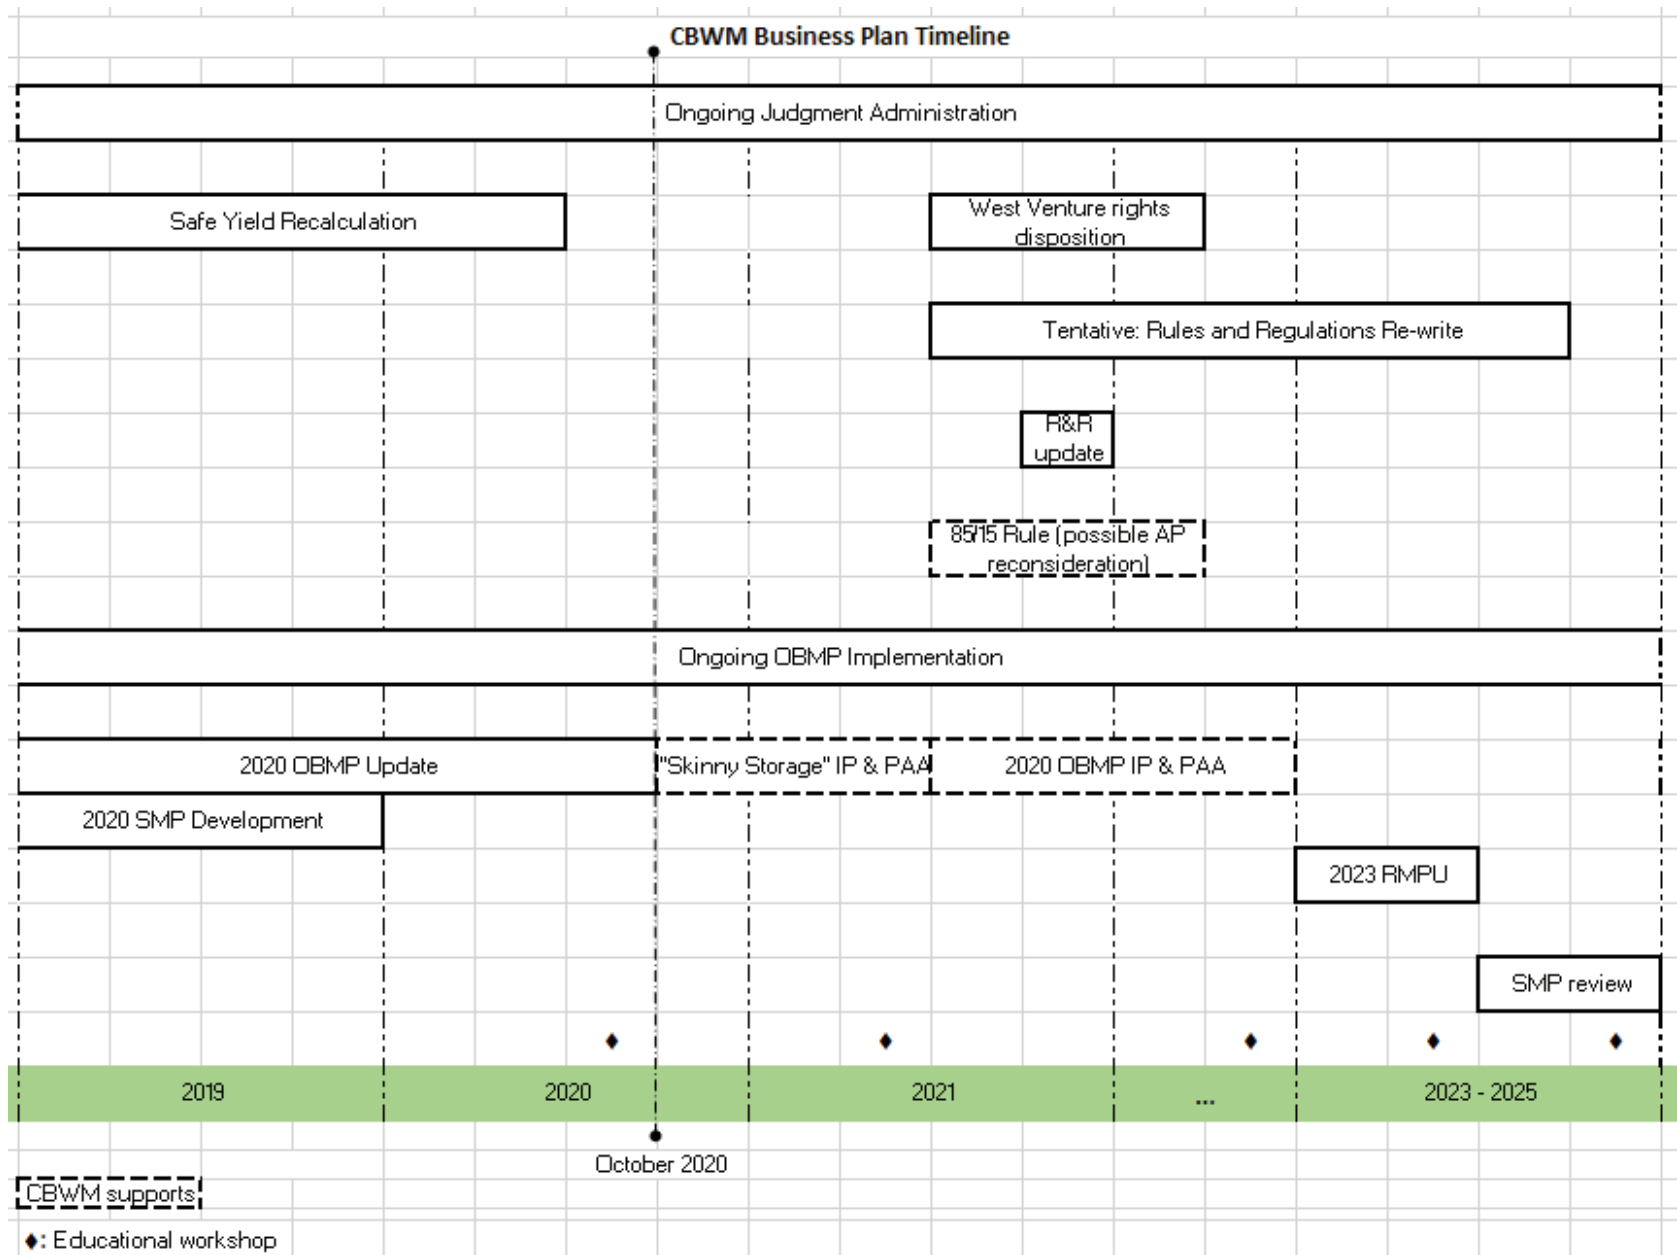 CBWM Business Plan Timeline
Ongoing Judgment Administration
Safe Yield Recalculation
West Venture rights
disposition
Tentative: Rules and Regulations Re-write
R&R
update
85/15 Rule (possible AP
reconsideration)
Ongoing OBMP Implementation
2020 OBMP Update
"Skinny Storage" IP & PAA
2020 OBMP IP & PAA
2020 SMP Development
2023 RMPU
SMP review
2019
2020
2021
...
2023 - 2025
October 2020
CBWM supports
♦: Educational workshop